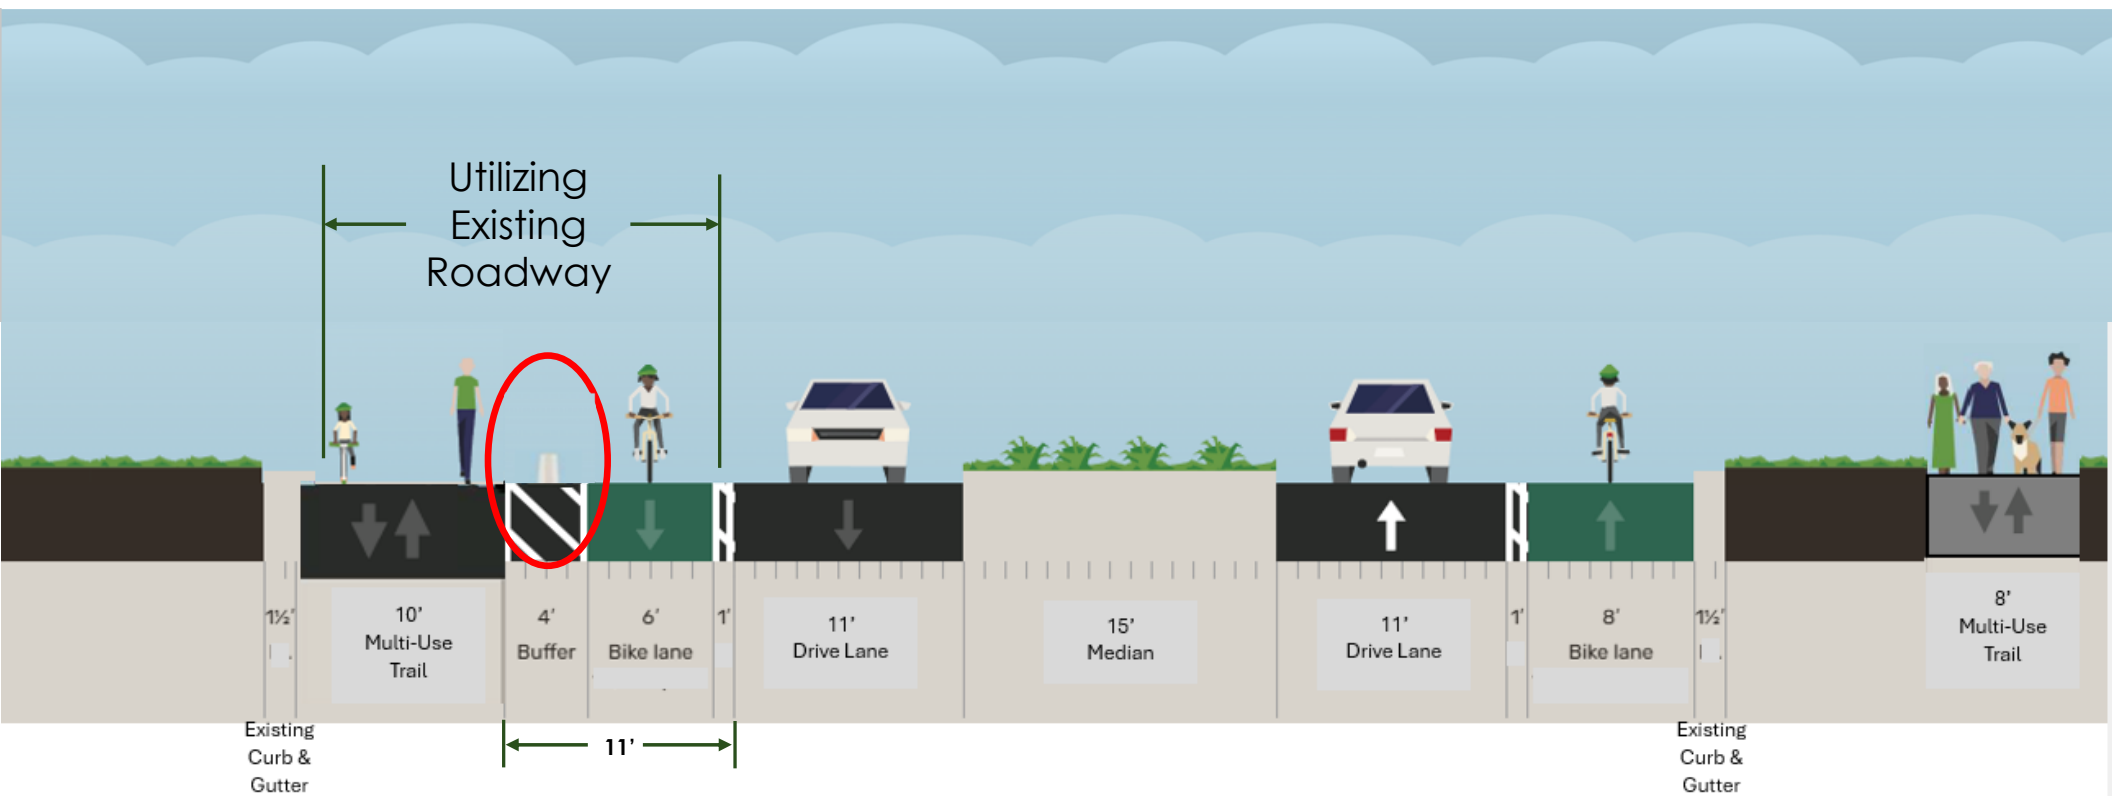 Utilizing
Existing
Roadway
1½'
10'
Multi-Use
Trail
4'
Buffer
6'
Bike lane
1'
11'
Drive Lane
15'
Median
11'
Drive Lane
1'
8'
Bike lane
1½'
8'
Multi-Use
Trail
Existing
Curb &
Gutter
11'
Existing
Curb &
Gutter